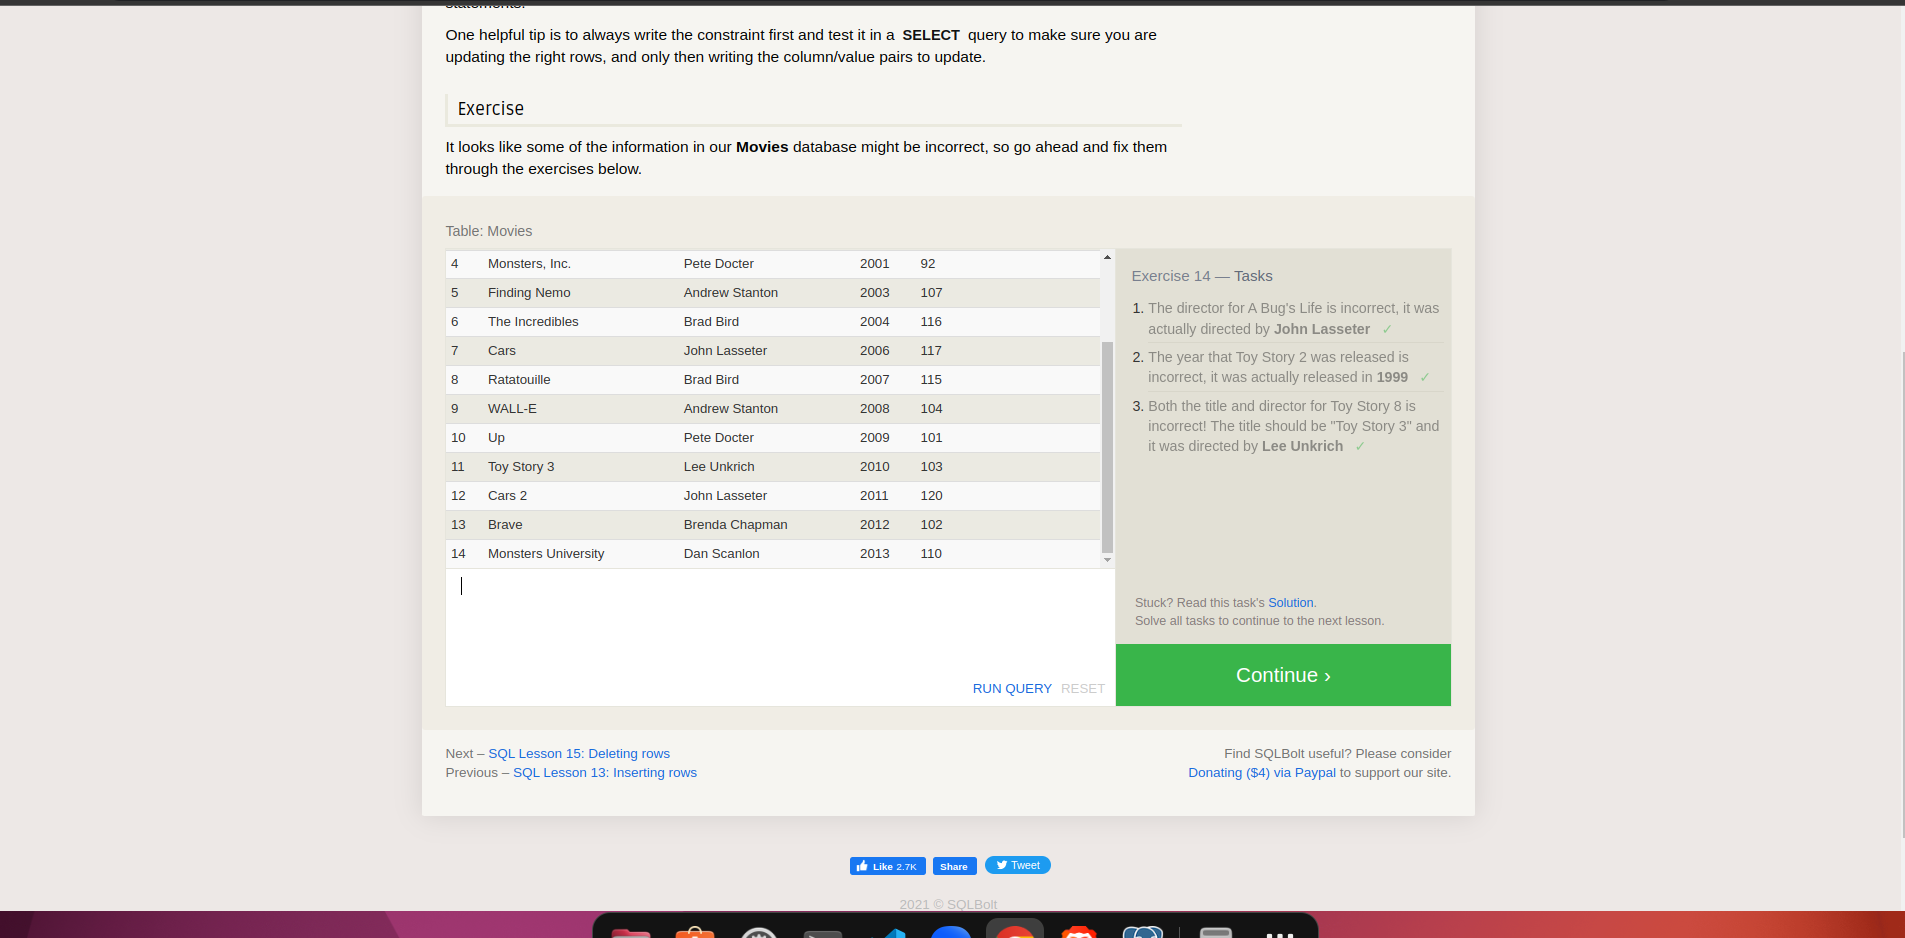 statements.
One helpful tip is to always write the constraint first and test it in a SELECT query to make sure you are
updating the right rows, and only then writing the column/value pairs to update.
Exercise
It looks like some of the information in our Movies database might be incorrect, so go ahead and fix them
through the exercises below.
Table: Movies
4 Monsters, Inc. Pete Docter 2001 92
5 Finding Nemo Andrew Stanton 2003 107
6 The Incredibles Brad Bird 2004 116
7 Cars John Lasseter 2006 117
8 Ratatouille Brad Bird 2007 115
9 WALL-E Andrew Stanton 2008 104
10 Up Pete Docter 2009 101
11 Toy Story 3 Lee Unkrich 2010 103
12 Cars 2 John Lasseter 2011 120
13 Brave Brenda Chapman 2012 102
14 Monsters University Dan Scanlon 2013 110
RUN QUERY RESET
Exercise 14 — Tasks
1. The director for A Bug's Life is incorrect, it was
actually directed by John Lasseter ✓
2. The year that Toy Story 2 was released is
incorrect, it was actually released in 1999 ✓
3. Both the title and director for Toy Story 8 is
incorrect! The title should be "Toy Story 3" and
it was directed by Lee Unkrich ✓
Stuck? Read this task's Solution.
Solve all tasks to continue to the next lesson.
Continue ›
Next – SQL Lesson 15: Deleting rows
Previous – SQL Lesson 13: Inserting rows
Find SQLBolt useful? Please consider
Donating ($4) via Paypal to support our site.
Like 2.7K Share Tweet
2021 © SQLBolt